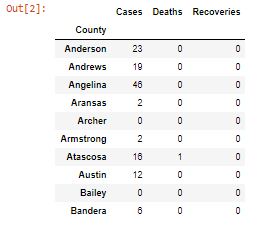 Out[2]:
Cases Deaths Recoveries
County
Anderson 23 0 0
Andrews 19 0 0
Angelina 46 0 0
Aransas 2 0 0
Archer 0 0 0
Armstrong 2 0 0
Atascosa 16 1 0
Austin 12 0 0
Bailey 0 0 0
Bandera 6 0 0